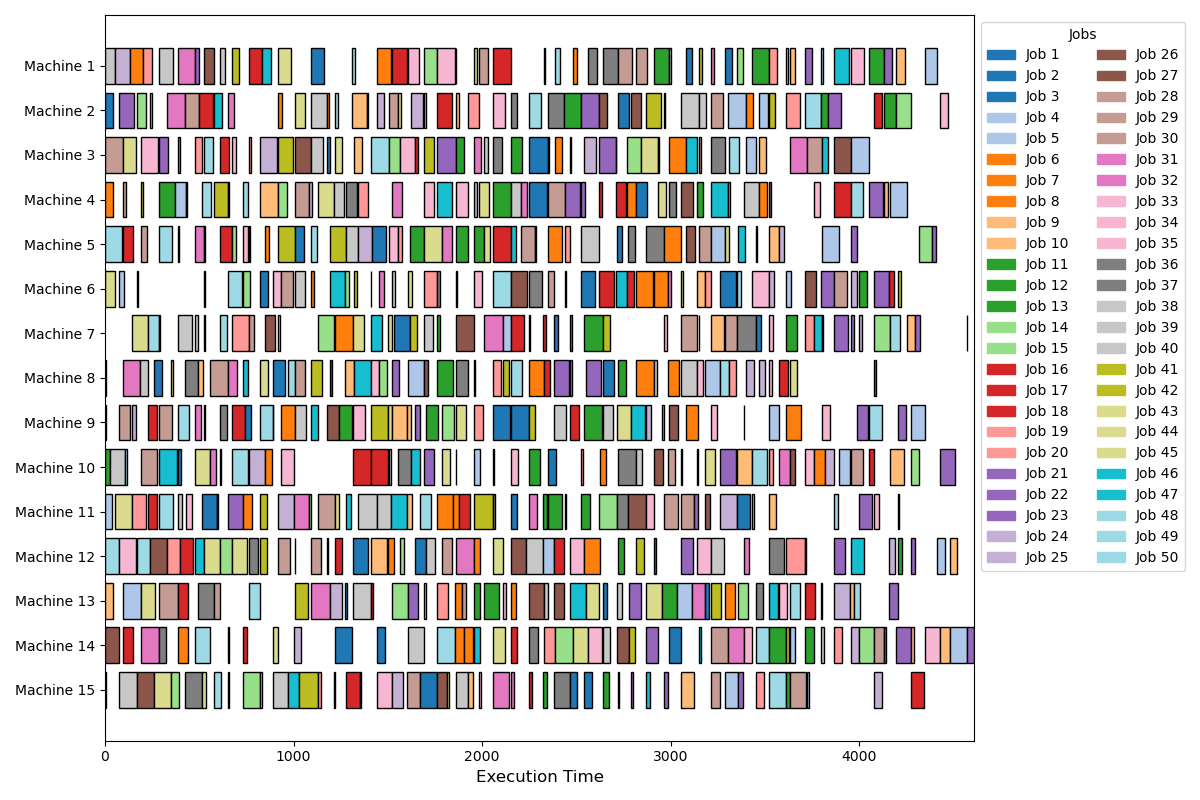 Machine 1
Machine 2
Machine 3
Machine 4
Machine 5
Machine 6
Machine 7
Machine 8
Machine 9
Machine 10
Machine 11
Machine 12
Machine 13
Machine 14
Machine 15
0 1000 2000 3000 4000
Execution Time
Jobs
Job 1 Job 26
Job 2 Job 27
Job 3 Job 28
Job 4 Job 29
Job 5 Job 30
Job 6 Job 31
Job 7 Job 32
Job 8 Job 33
Job 9 Job 34
Job 10 Job 35
Job 11 Job 36
Job 12 Job 37
Job 13 Job 38
Job 14 Job 39
Job 15 Job 40
Job 16 Job 41
Job 17 Job 42
Job 18 Job 43
Job 19 Job 44
Job 20 Job 45
Job 21 Job 46
Job 22 Job 47
Job 23 Job 48
Job 24 Job 49
Job 25 Job 50